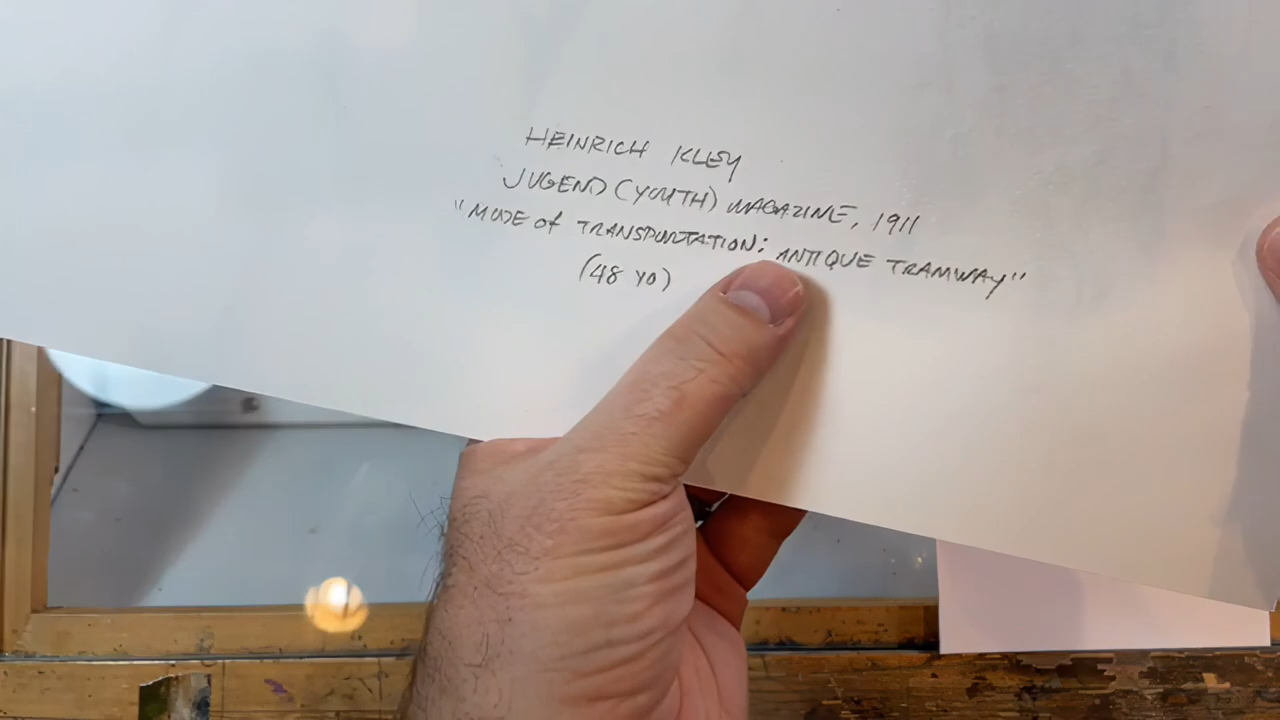 HEINRICH KLEY
JUGEND (YOUTH) MAGAZINE, 1911
"MODE of TRANSPORTATION: ANTIQUE TRAMWAY"
(48 YO)